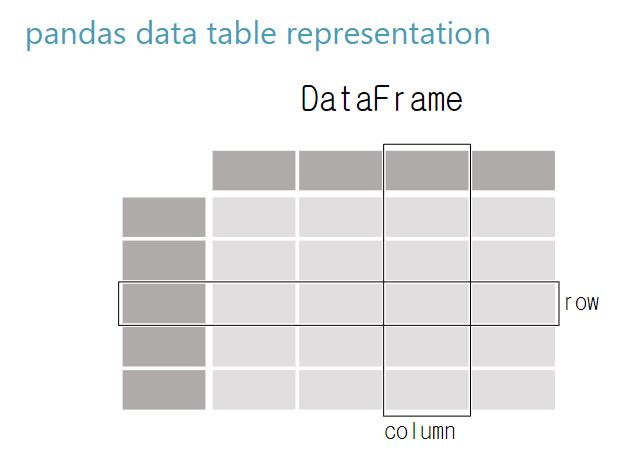 pandas data table representation
DataFrame
row
column